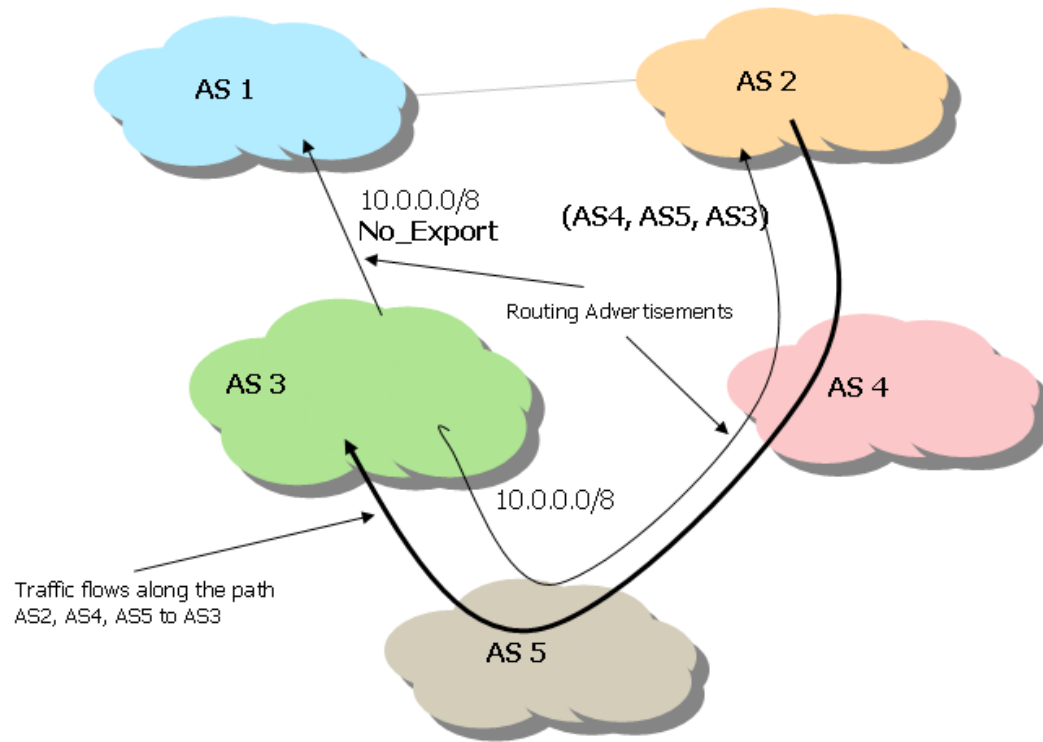 AS 1
AS 2
10.0.0.0/8
No_Export
(AS4, AS5, AS3)
Routing Advertisements
AS 3
AS 4
10.0.0.0/8
Traffic flows along the path
AS2, AS4, AS5 to AS3
AS 5